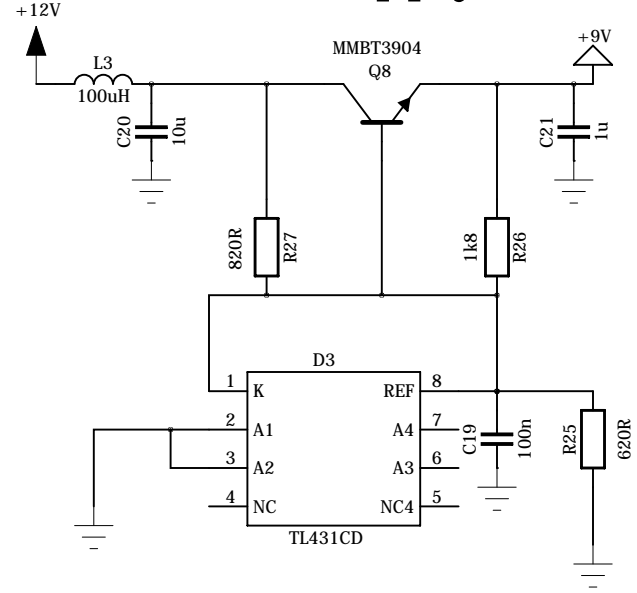 +12V
MMBT3904
Q8
+9V
L3
100uH
C20
10u
C21
1u
820R
R27
1k8
R26
D3
1
K
REF
8
2
A1
A4
7
3
A2
A3
6
4
NC
NC4
5
TL431CD
C19
100n
R25
620R